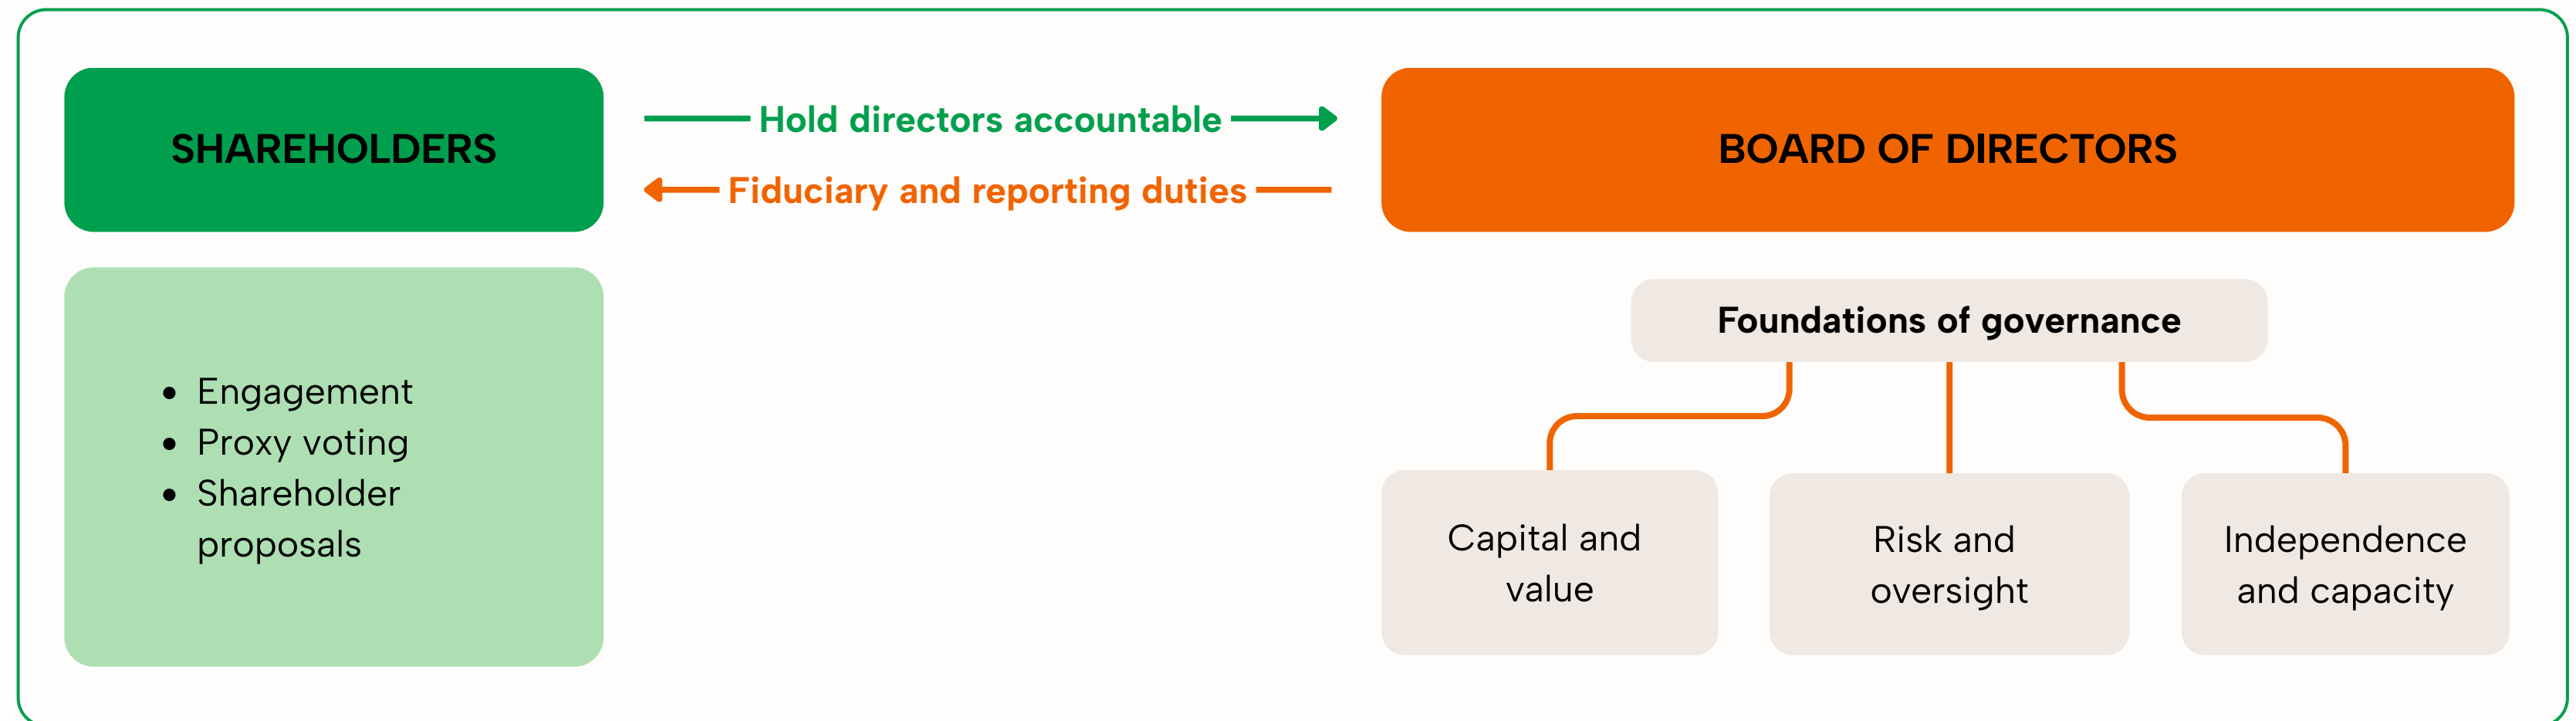 SHAREHOLDERS
Hold directors accountable
Fiduciary and reporting duties
BOARD OF DIRECTORS
• Engagement
• Proxy voting
• Shareholder
proposals
Foundations of governance
Capital and
value
Risk and
oversight
Independence
and capacity